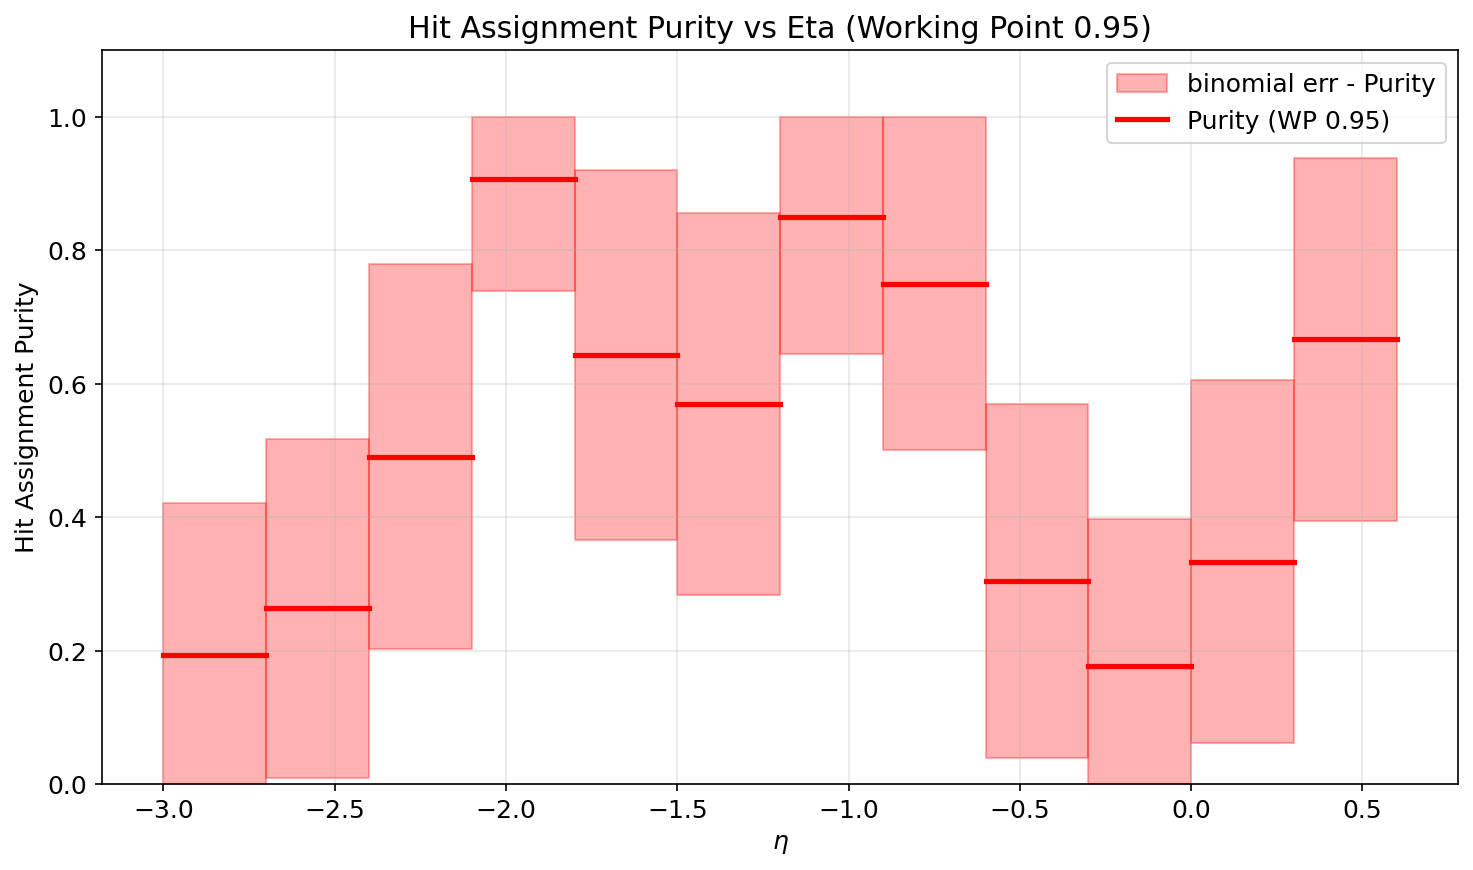 Hit Assignment Purity vs Eta (Working Point 0.95)
binomial err - Purity
Purity (WP 0.95)
Hit Assignment Purity
1.0
0.8
0.6
0.4
0.2
0.0
−3.0 −2.5 −2.0 −1.5 −1.0 −0.5 0.0 0.5
η